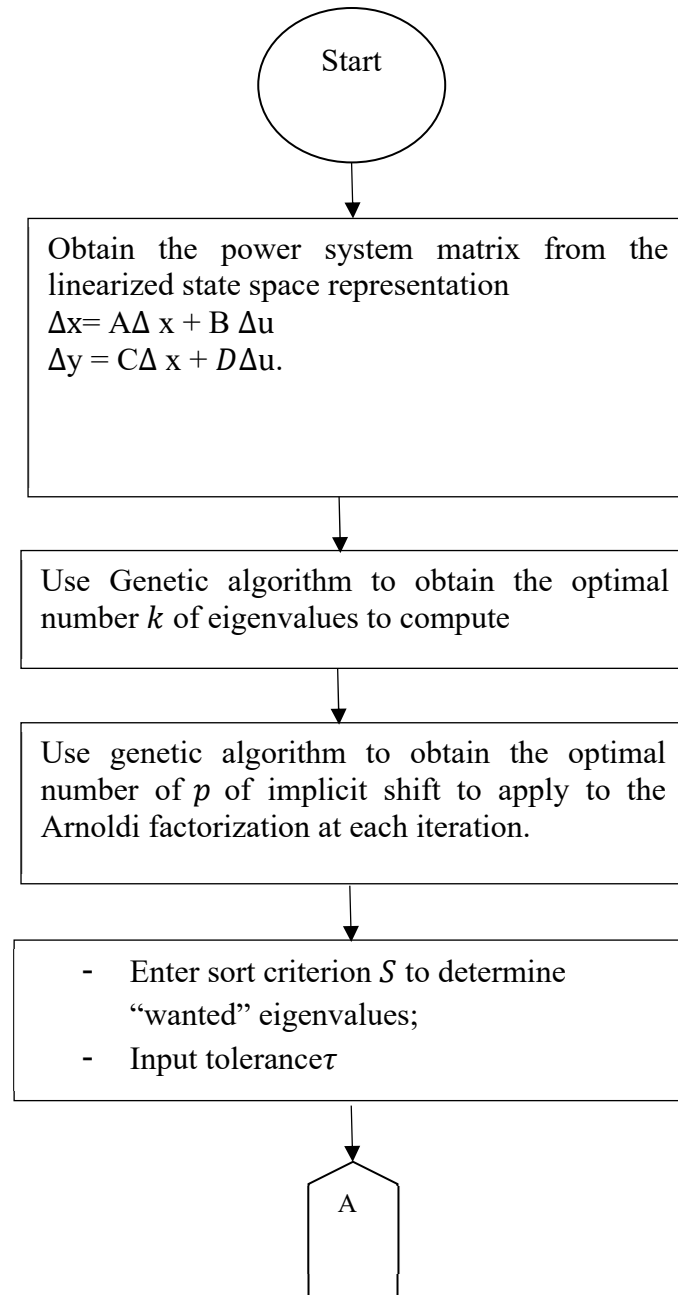 Start
Obtain the power system matrix from the
linearized state space representation
Δx= AΔ x + B Δu
Δy = CΔ x + DΔu.
Use Genetic algorithm to obtain the optimal
number k of eigenvalues to compute
Use genetic algorithm to obtain the optimal
number of p of implicit shift to apply to the
Arnoldi factorization at each iteration.
- Enter sort criterion S to determine
“wanted” eigenvalues;
- Input toleranceτ
A